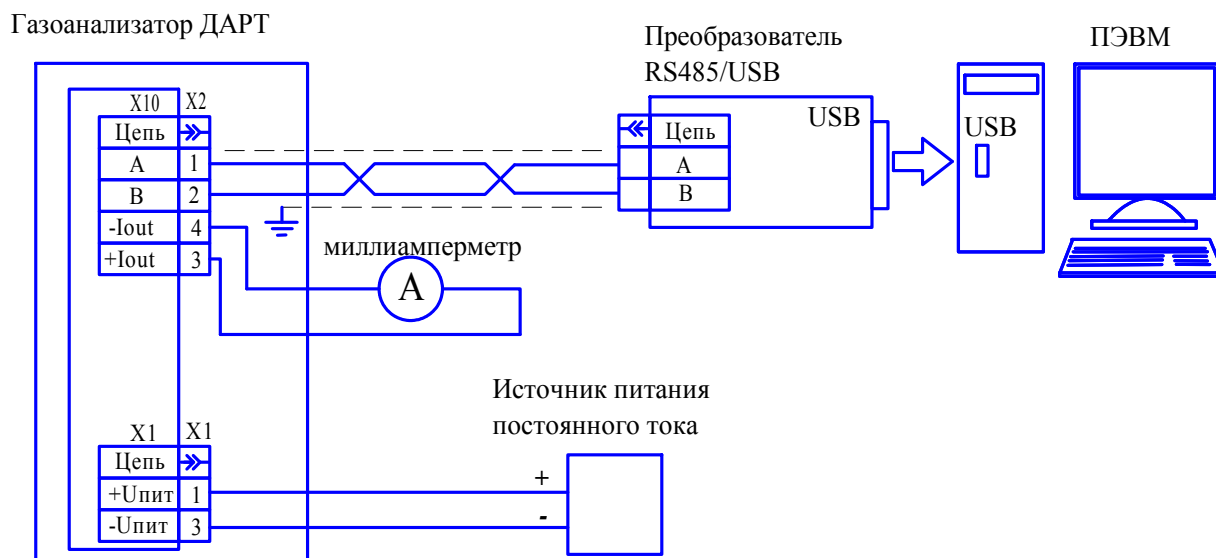 Газоанализатор ДАРТ
Преобразователь
RS485/USB
ПЭВМ
X10 X2
Цепь
A 1
B 2
-Iout 4
+Iout 3
Цепь
A
B
USB
USB
миллиамперметр
A
Источник питания
постоянного тока
X1 X1
Цепь
+Uпит 1
-Uпит 3
+
-